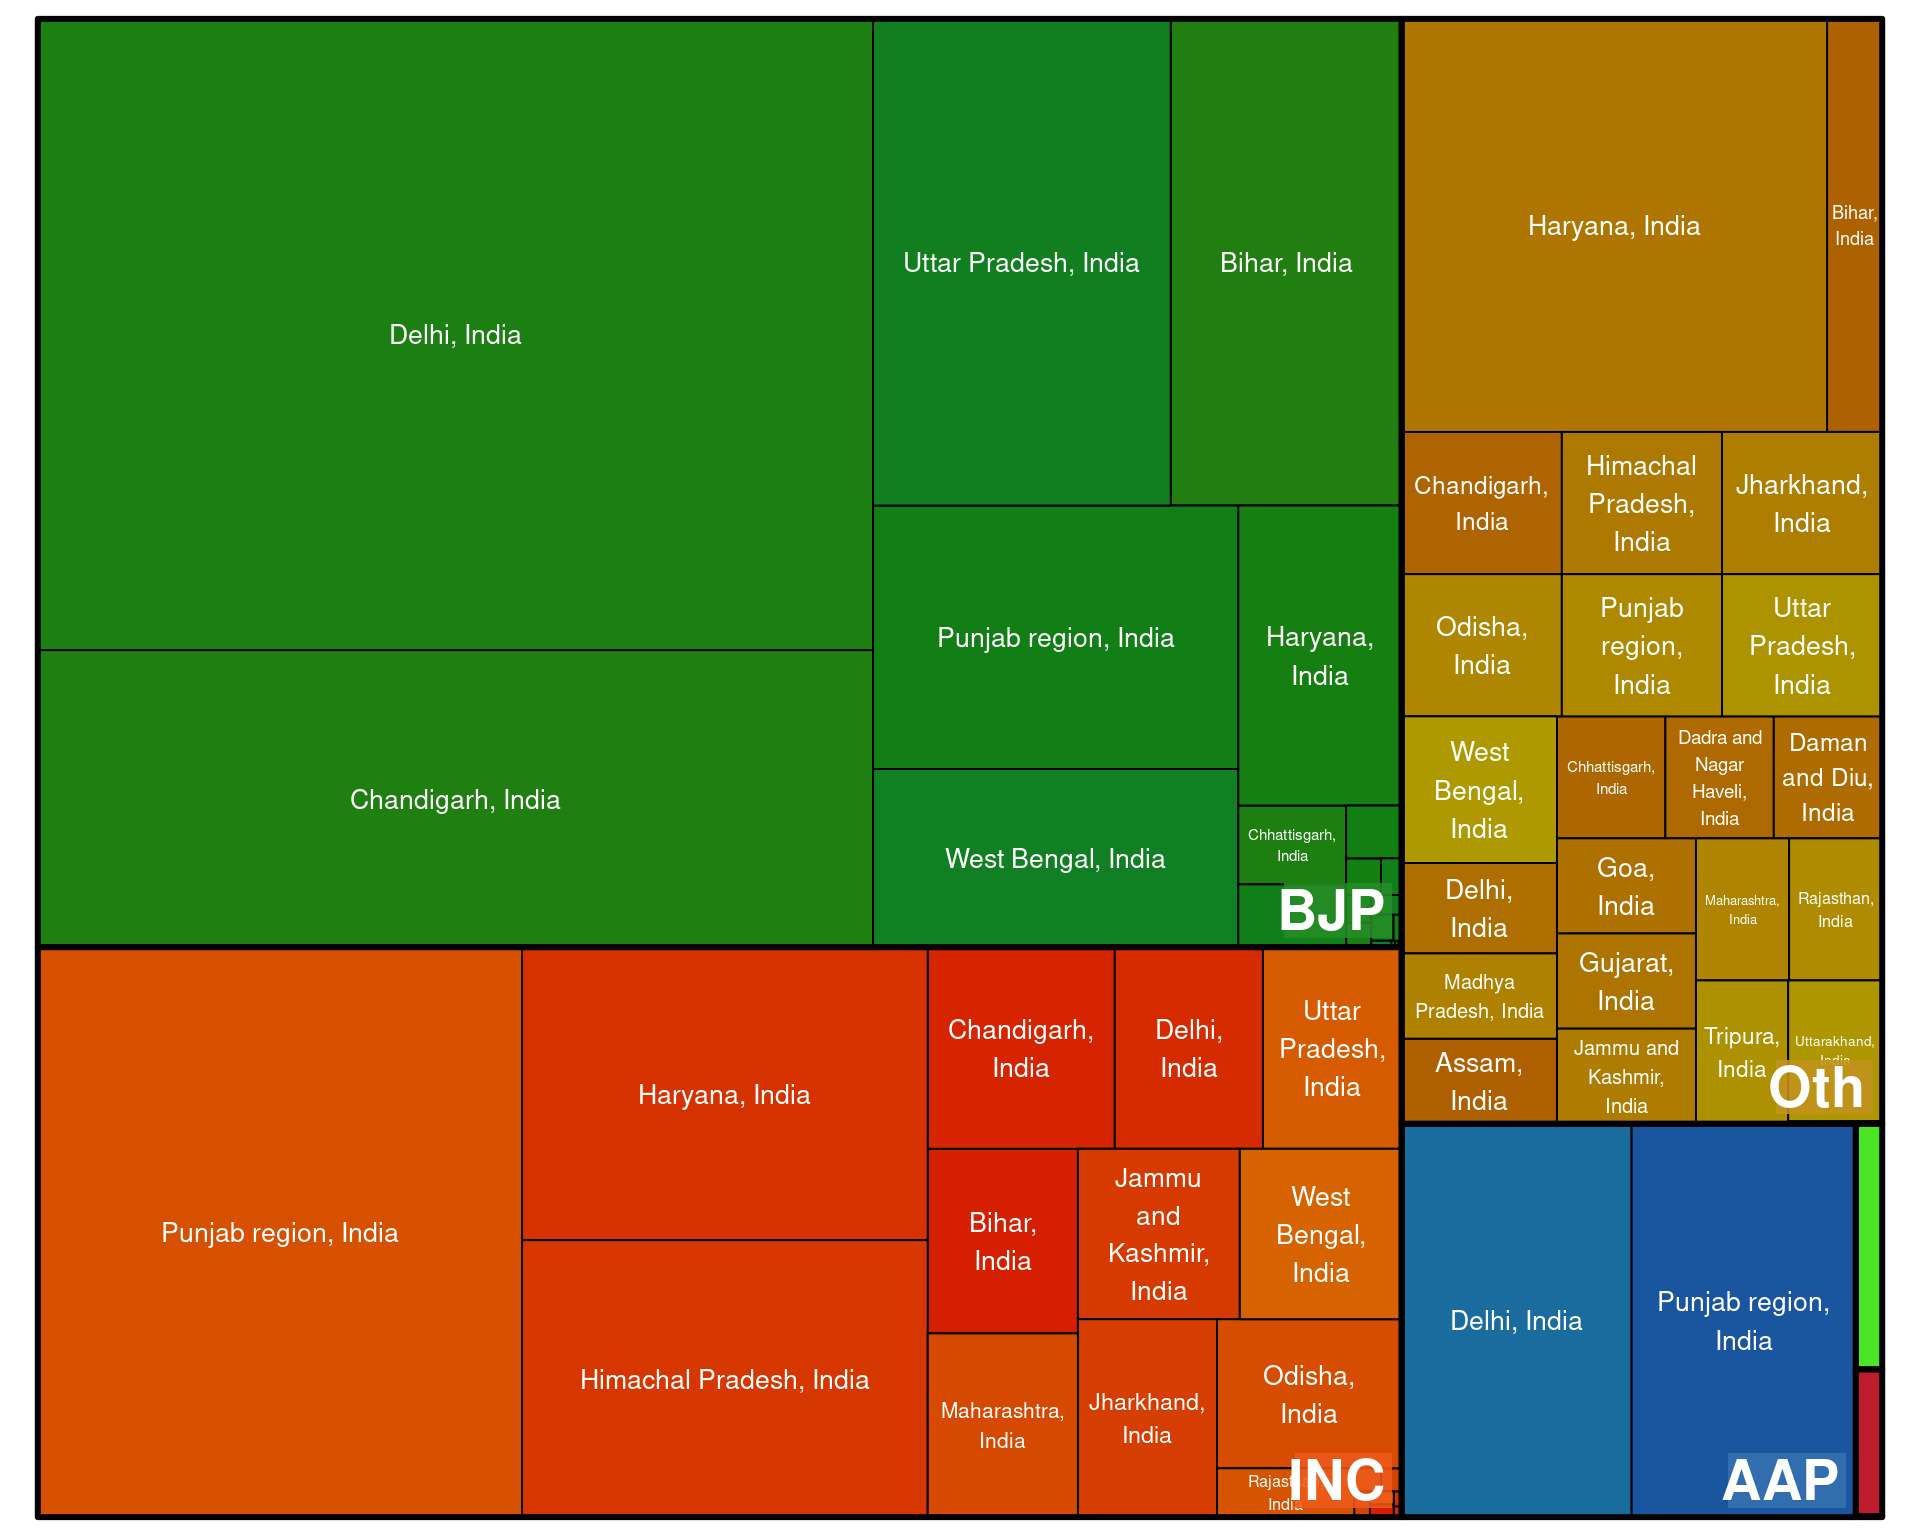 Delhi, India
Chandigarh, India
Uttar Pradesh, India
Bihar, India
Punjab region, India
Haryana,
India
West Bengal, India
Chhattisgarh,
India
BJP
Punjab region, India
Haryana, India
Himachal Pradesh, India
Chandigarh,
India
Delhi,
India
Uttar
Pradesh,
India
Bihar,
India
Jammu
and
Kashmir,
India
West
Bengal,
India
Maharashtra,
India
Jharkhand,
India
Odisha,
India
India
INC
Haryana, India
Bihar,
India
Chandigarh,
India
Himachal
Pradesh,
India
Jharkhand,
India
Odisha,
India
Punjab
region,
India
Uttar
Pradesh,
India
West
Bengal,
India
Chhattisgarh,
India
Dadra and
Nagar
Haveli,
India
Daman
and Diu,
India
Delhi,
India
Goa,
India
Maharashtra,
India
Rajasthan,
India
Madhya
Pradesh, India
Gujarat,
India
Assam,
India
Jammu and
Kashmir,
India
Tripura,
India
Uttarakhand,
India
Oth
Delhi, India
Punjab region,
India
AAP